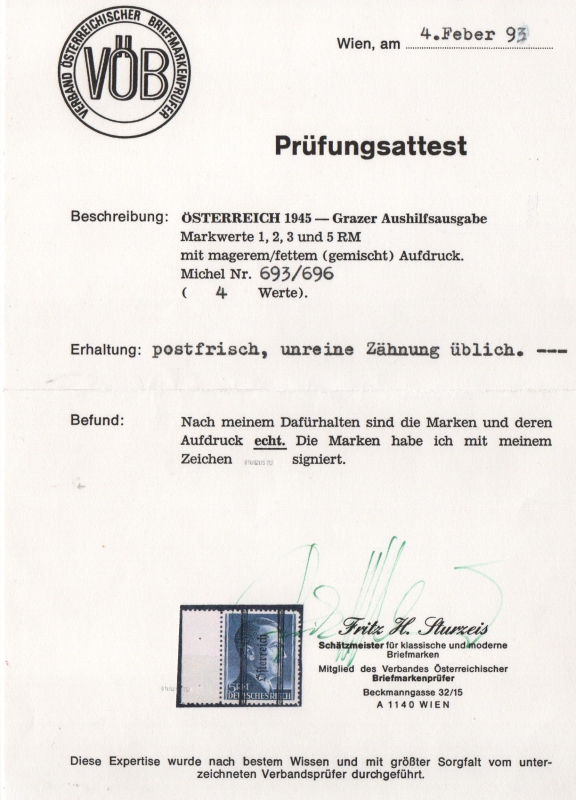 VERBAND ÖSTERREICHISCHER BRIEFMARKENPRÜFER
VÖB
Wien, am 4.Feber 93
Prüfungsattest
Beschreibung: ÖSTERREICH 1945 — Grazer Aushilfsausgabe
Markwerte 1, 2, 3 und 5 RM
mit magerem/fettem (gemischt) Aufdruck.
Michel Nr. 693/696
( 4 Werte).
Erhaltung: postfrisch, unreine Zähnung üblich. ---
Befund: Nach meinem Dafürhalten sind die Marken und deren
Aufdruck echt. Die Marken habe ich mit meinem
Zeichen signiert.
Österreich
DEUTSCHES REICH
Fritz H. Sturzeis
Schätzmeister für klassische und moderne
Briefmarken
Mitglied des Verbandes Österreichischer
Briefmarkenprüfer
Beckmanngasse 32/15
A 1140 WIEN
Diese Expertise wurde nach bestem Wissen und mit größter Sorgfalt vom unter-
zeichneten Verbandsprüfer durchgeführt.